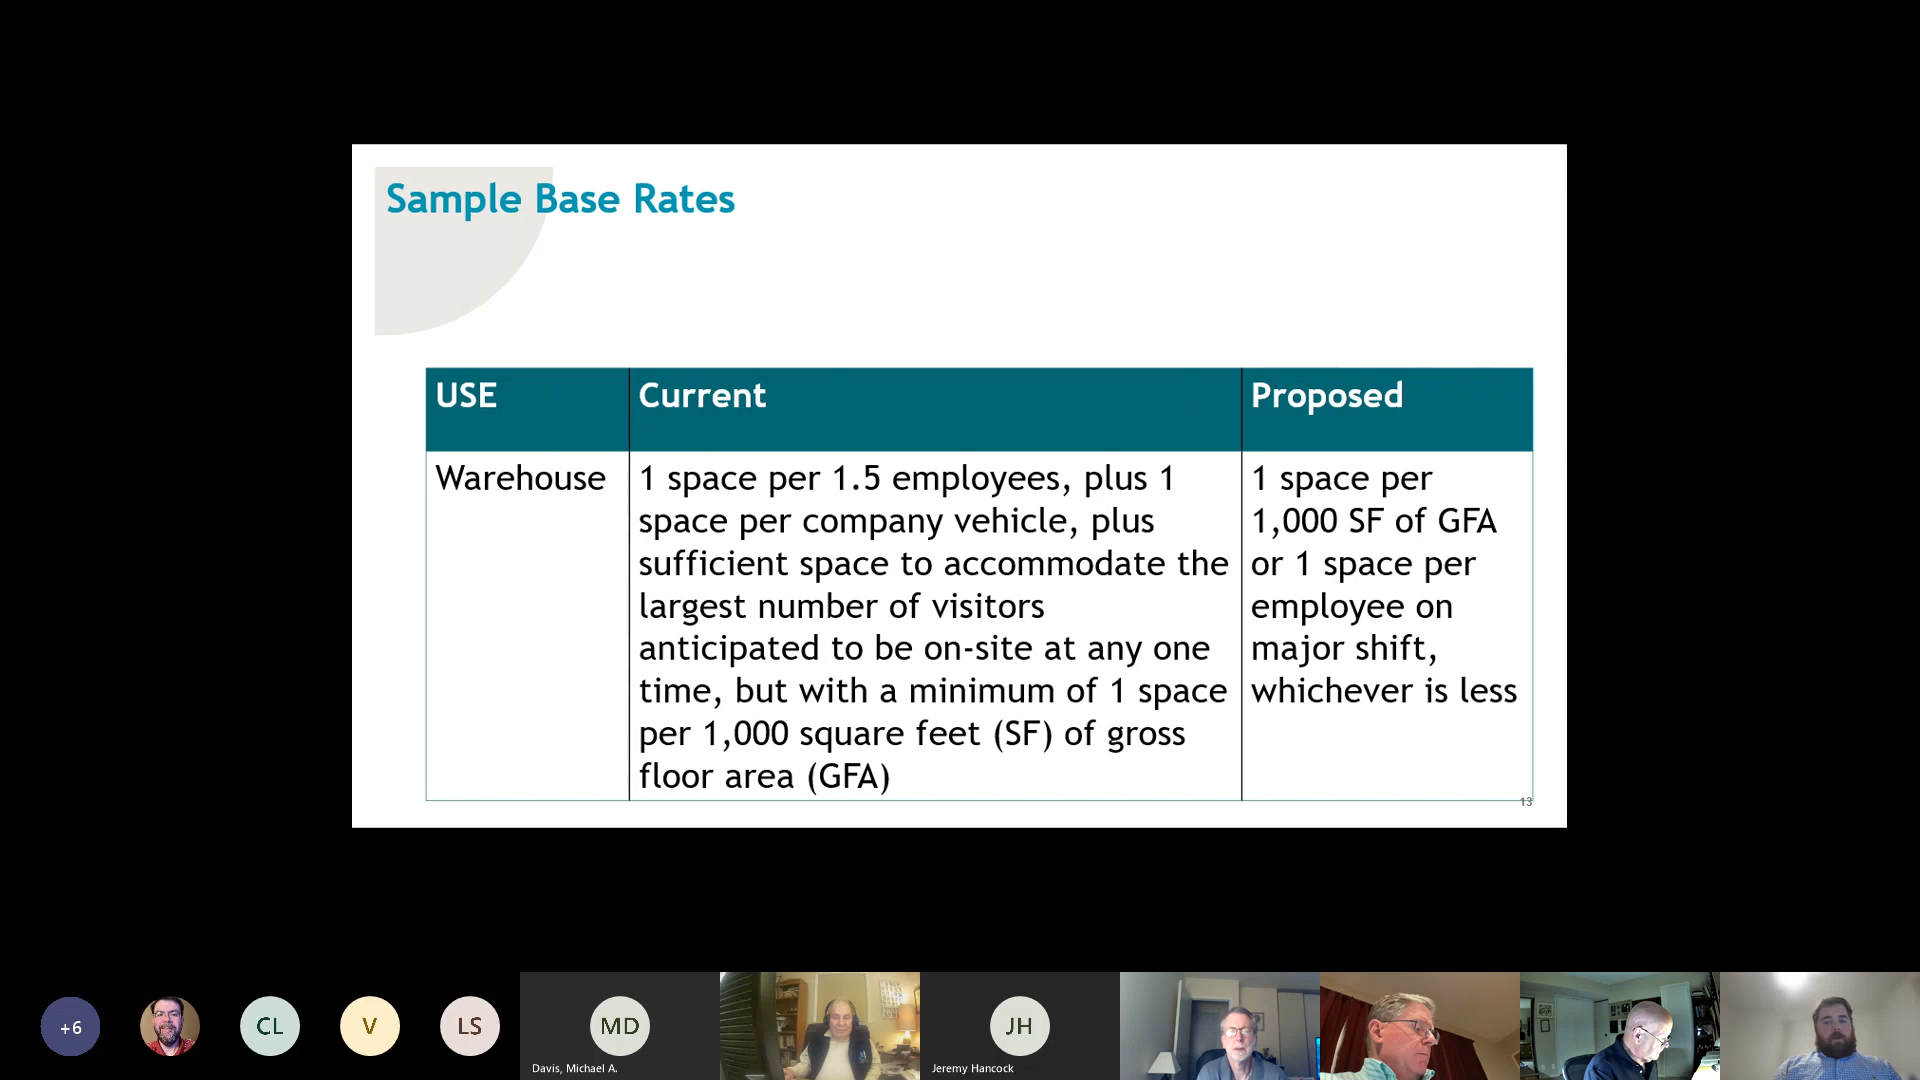 Sample Base Rates
USE
Current
Proposed
Warehouse
1 space per 1.5 employees, plus 1
space per company vehicle, plus
sufficient space to accommodate the
largest number of visitors
anticipated to be on-site at any one
time, but with a minimum of 1 space
per 1,000 square feet (SF) of gross
floor area (GFA)
1 space per
1,000 SF of GFA
or 1 space per
employee on
major shift,
whichever is less
13
+6
CL
V
LS
MD
Davis, Michael A.
JH
Jeremy Hancock